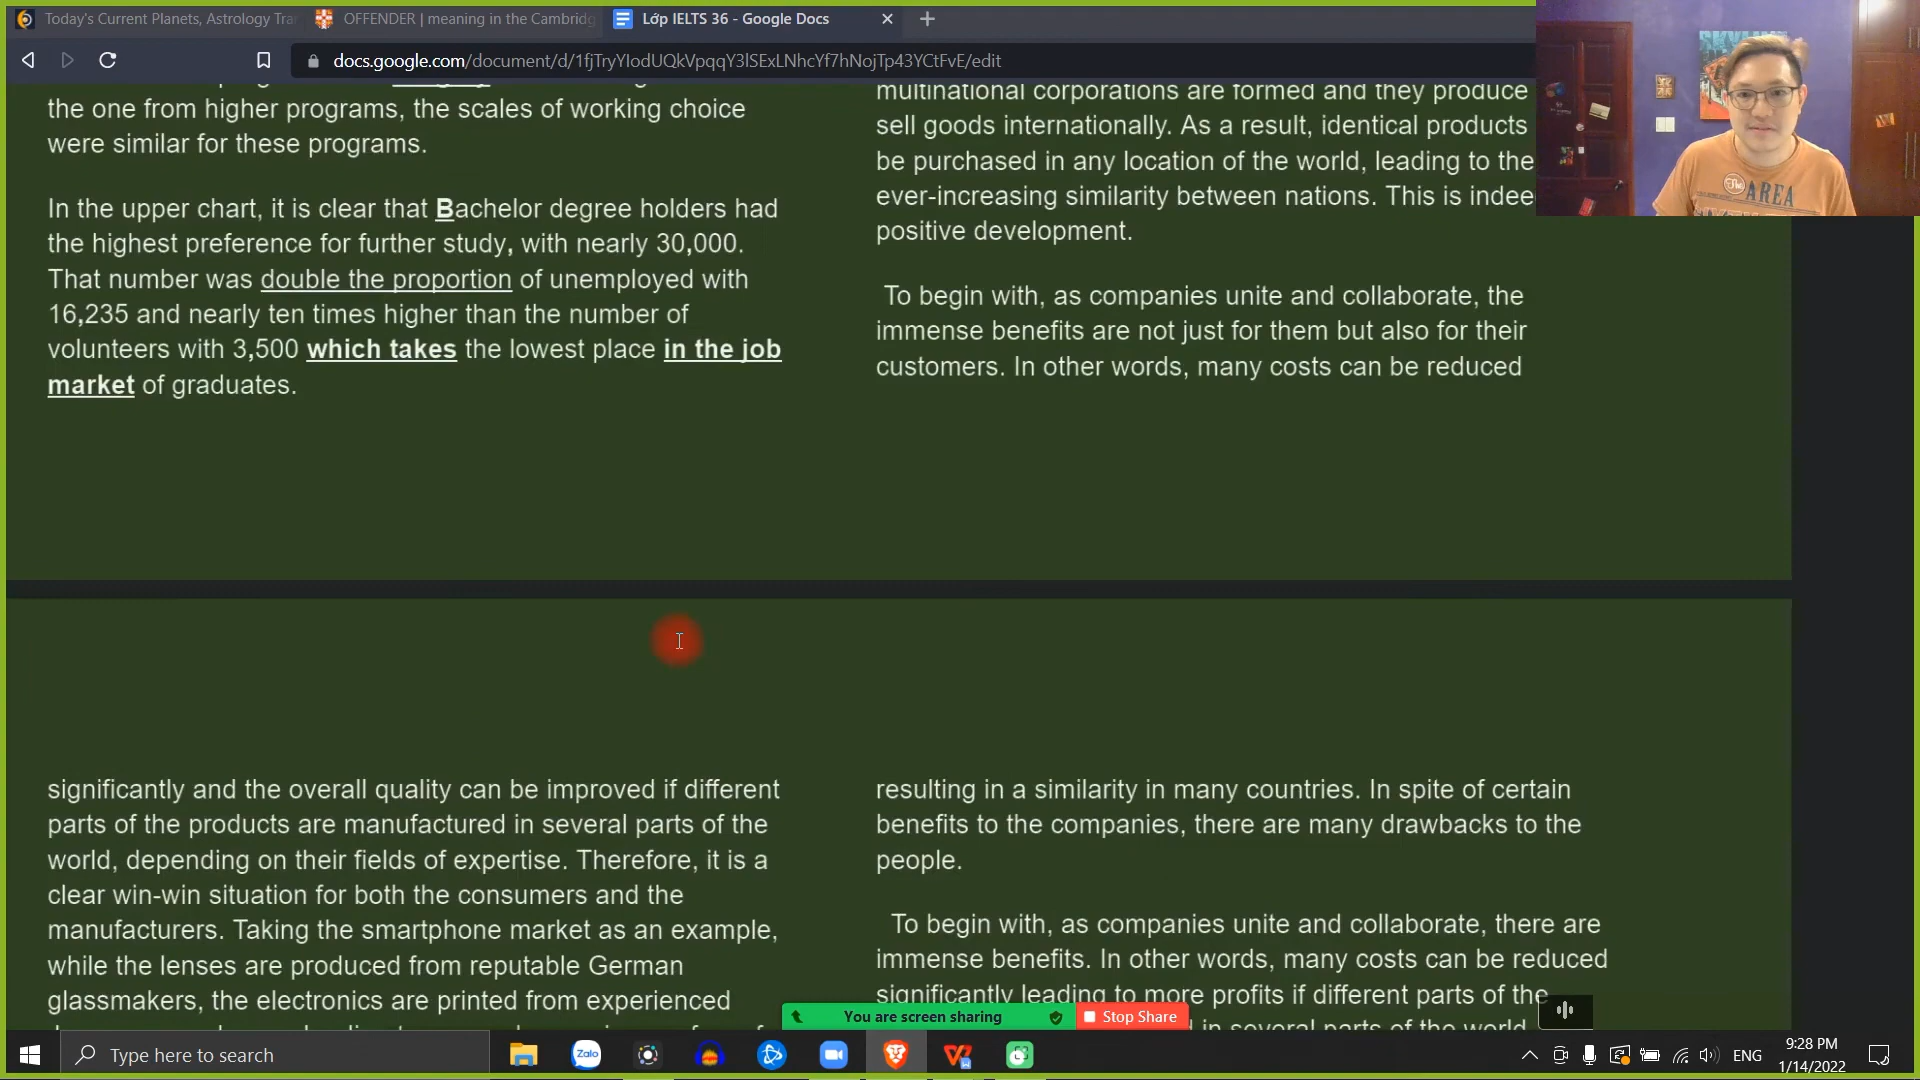 Today's Current Planets, Astrology Tra
OFFENDER | meaning in the Cambridg
Lớp IELTS 36 - Google Docs
docs.google.com/document/d/1fjTryYIodUQkVpqqY3lSExLNhcYf7hNojTp43YCtFvE/edit
the one from higher programs, the scales of working choice
were similar for these programs.
In the upper chart, it is clear that Bachelor degree holders had
the highest preference for further study, with nearly 30,000.
That number was double the proportion of unemployed with
16,235 and nearly ten times higher than the number of
volunteers with 3,500 which takes the lowest place in the job
market of graduates.
multinational corporations are formed and they produce
sell goods internationally. As a result, identical products
be purchased in any location of the world, leading to the
ever-increasing similarity between nations. This is indee
positive development.
To begin with, as companies unite and collaborate, the
immense benefits are not just for them but also for their
customers. In other words, many costs can be reduced
significantly and the overall quality can be improved if different
parts of the products are manufactured in several parts of the
world, depending on their fields of expertise. Therefore, it is a
clear win-win situation for both the consumers and the
manufacturers. Taking the smartphone market as an example,
while the lenses are produced from reputable German
glassmakers, the electronics are printed from experienced
resulting in a similarity in many countries. In spite of certain
benefits to the companies, there are many drawbacks to the
people.
To begin with, as companies unite and collaborate, there are
immense benefits. In other words, many costs can be reduced
significantly leading to more profits if different parts of the
in several parts of the world
AREA
You are screen sharing
Stop Share
Type here to search
Zalo
ENG
9:28 PM
1/14/2022